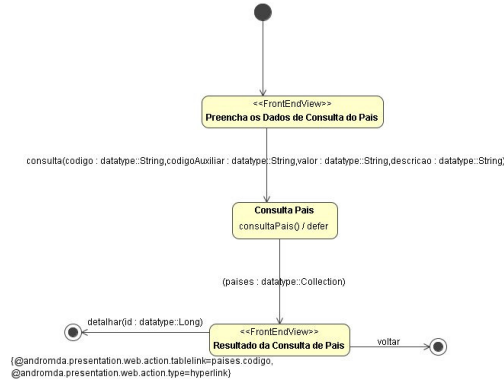 <<FrontEndView>>
Preencha os Dados de Consulta do Pais
consulta(codigo : datatype::String,codigoAuxiliar : datatype::String,valor : datatype::String,descricao : datatype::String)
Consulta Pais
consultaPais() / defer
(paises : datatype::Collection)
detalhar(id : datatype::Long)
<<FrontEndView>>
Resultado da Consulta de Pais
voltar
{@andromda.presentation.web.action.tablelink=paises.codigo,
@andromda.presentation.web.action.type=hyperlink}